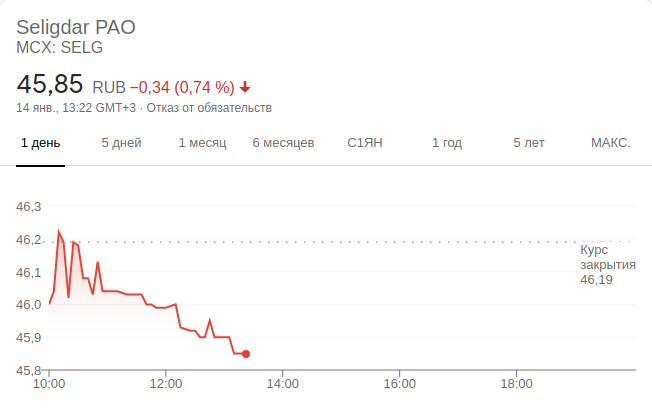 Seligdar PAO
MCX: SELG
45,85 RUB −0,34 (0,74 %)
14 янв., 13:22 GMT+3 · Отказ от обязательств
1 день 5 дней 1 месяц 6 месяцев С1ЯН 1 год 5 лет МАКС.
46,3
46,2
Курс
закрытия
46,19
46,1
46,0
45,9
45,8
10:00 12:00 14:00 16:00 18:00